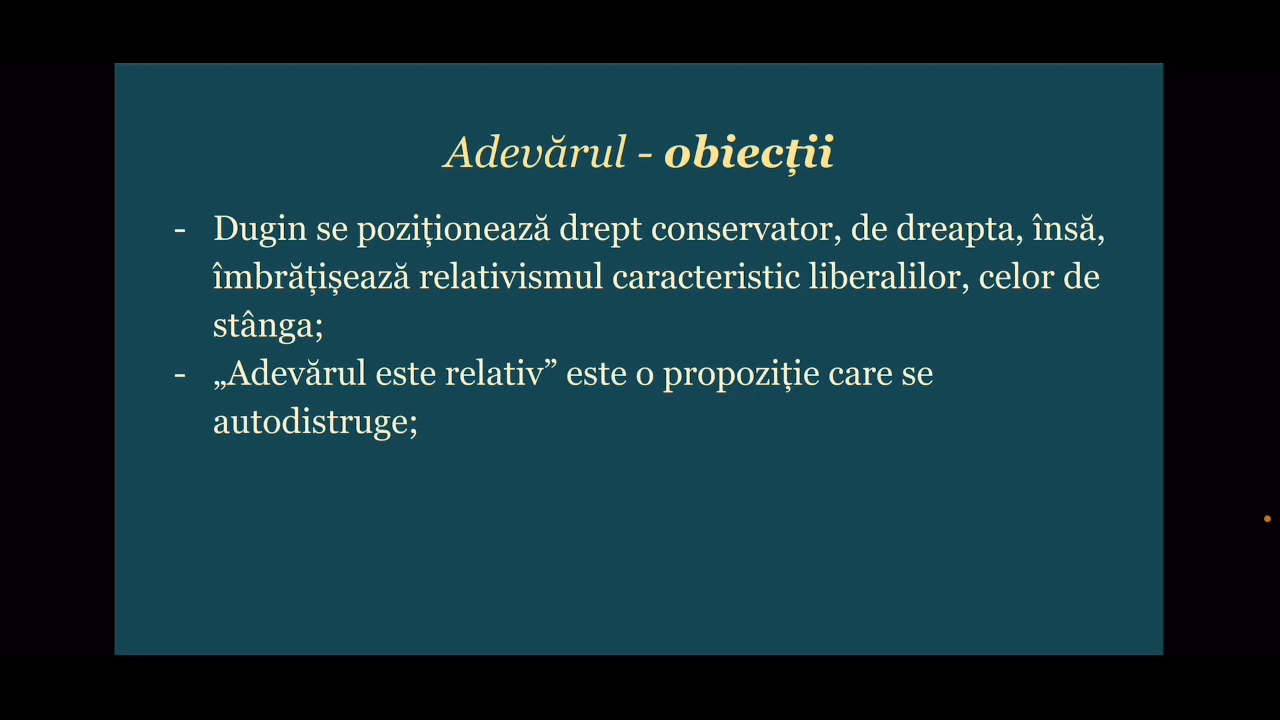 Adevărul - obiecții
- Dugin se poziționează drept conservator, de dreapta, însă,
îmbrățișează relativismul caracteristic liberalilor, celor de
stânga;
- „Adevărul este relativ” este o propoziție care se
autodistruge;